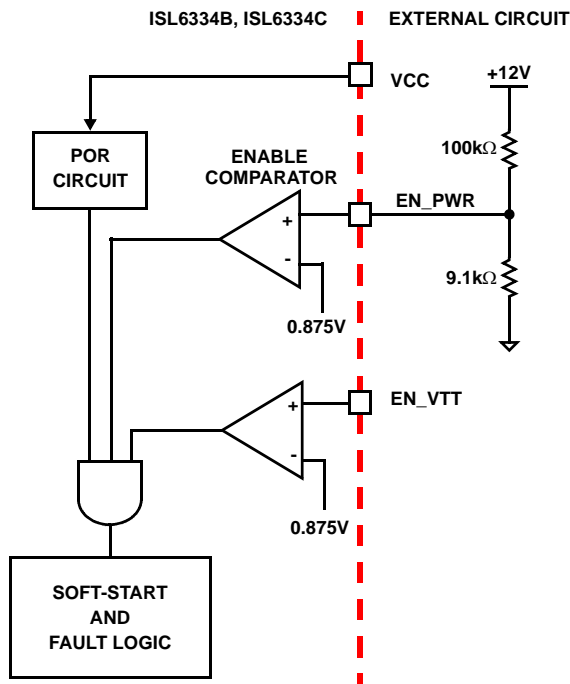 ISL6334B, ISL6334C
EXTERNAL CIRCUIT
VCC
+12V
POR
CIRCUIT
ENABLE
COMPARATOR
100kΩ
+
EN_PWR
-
9.1kΩ
0.875V
+
EN_VTT
-
0.875V
SOFT-START
AND
FAULT LOGIC